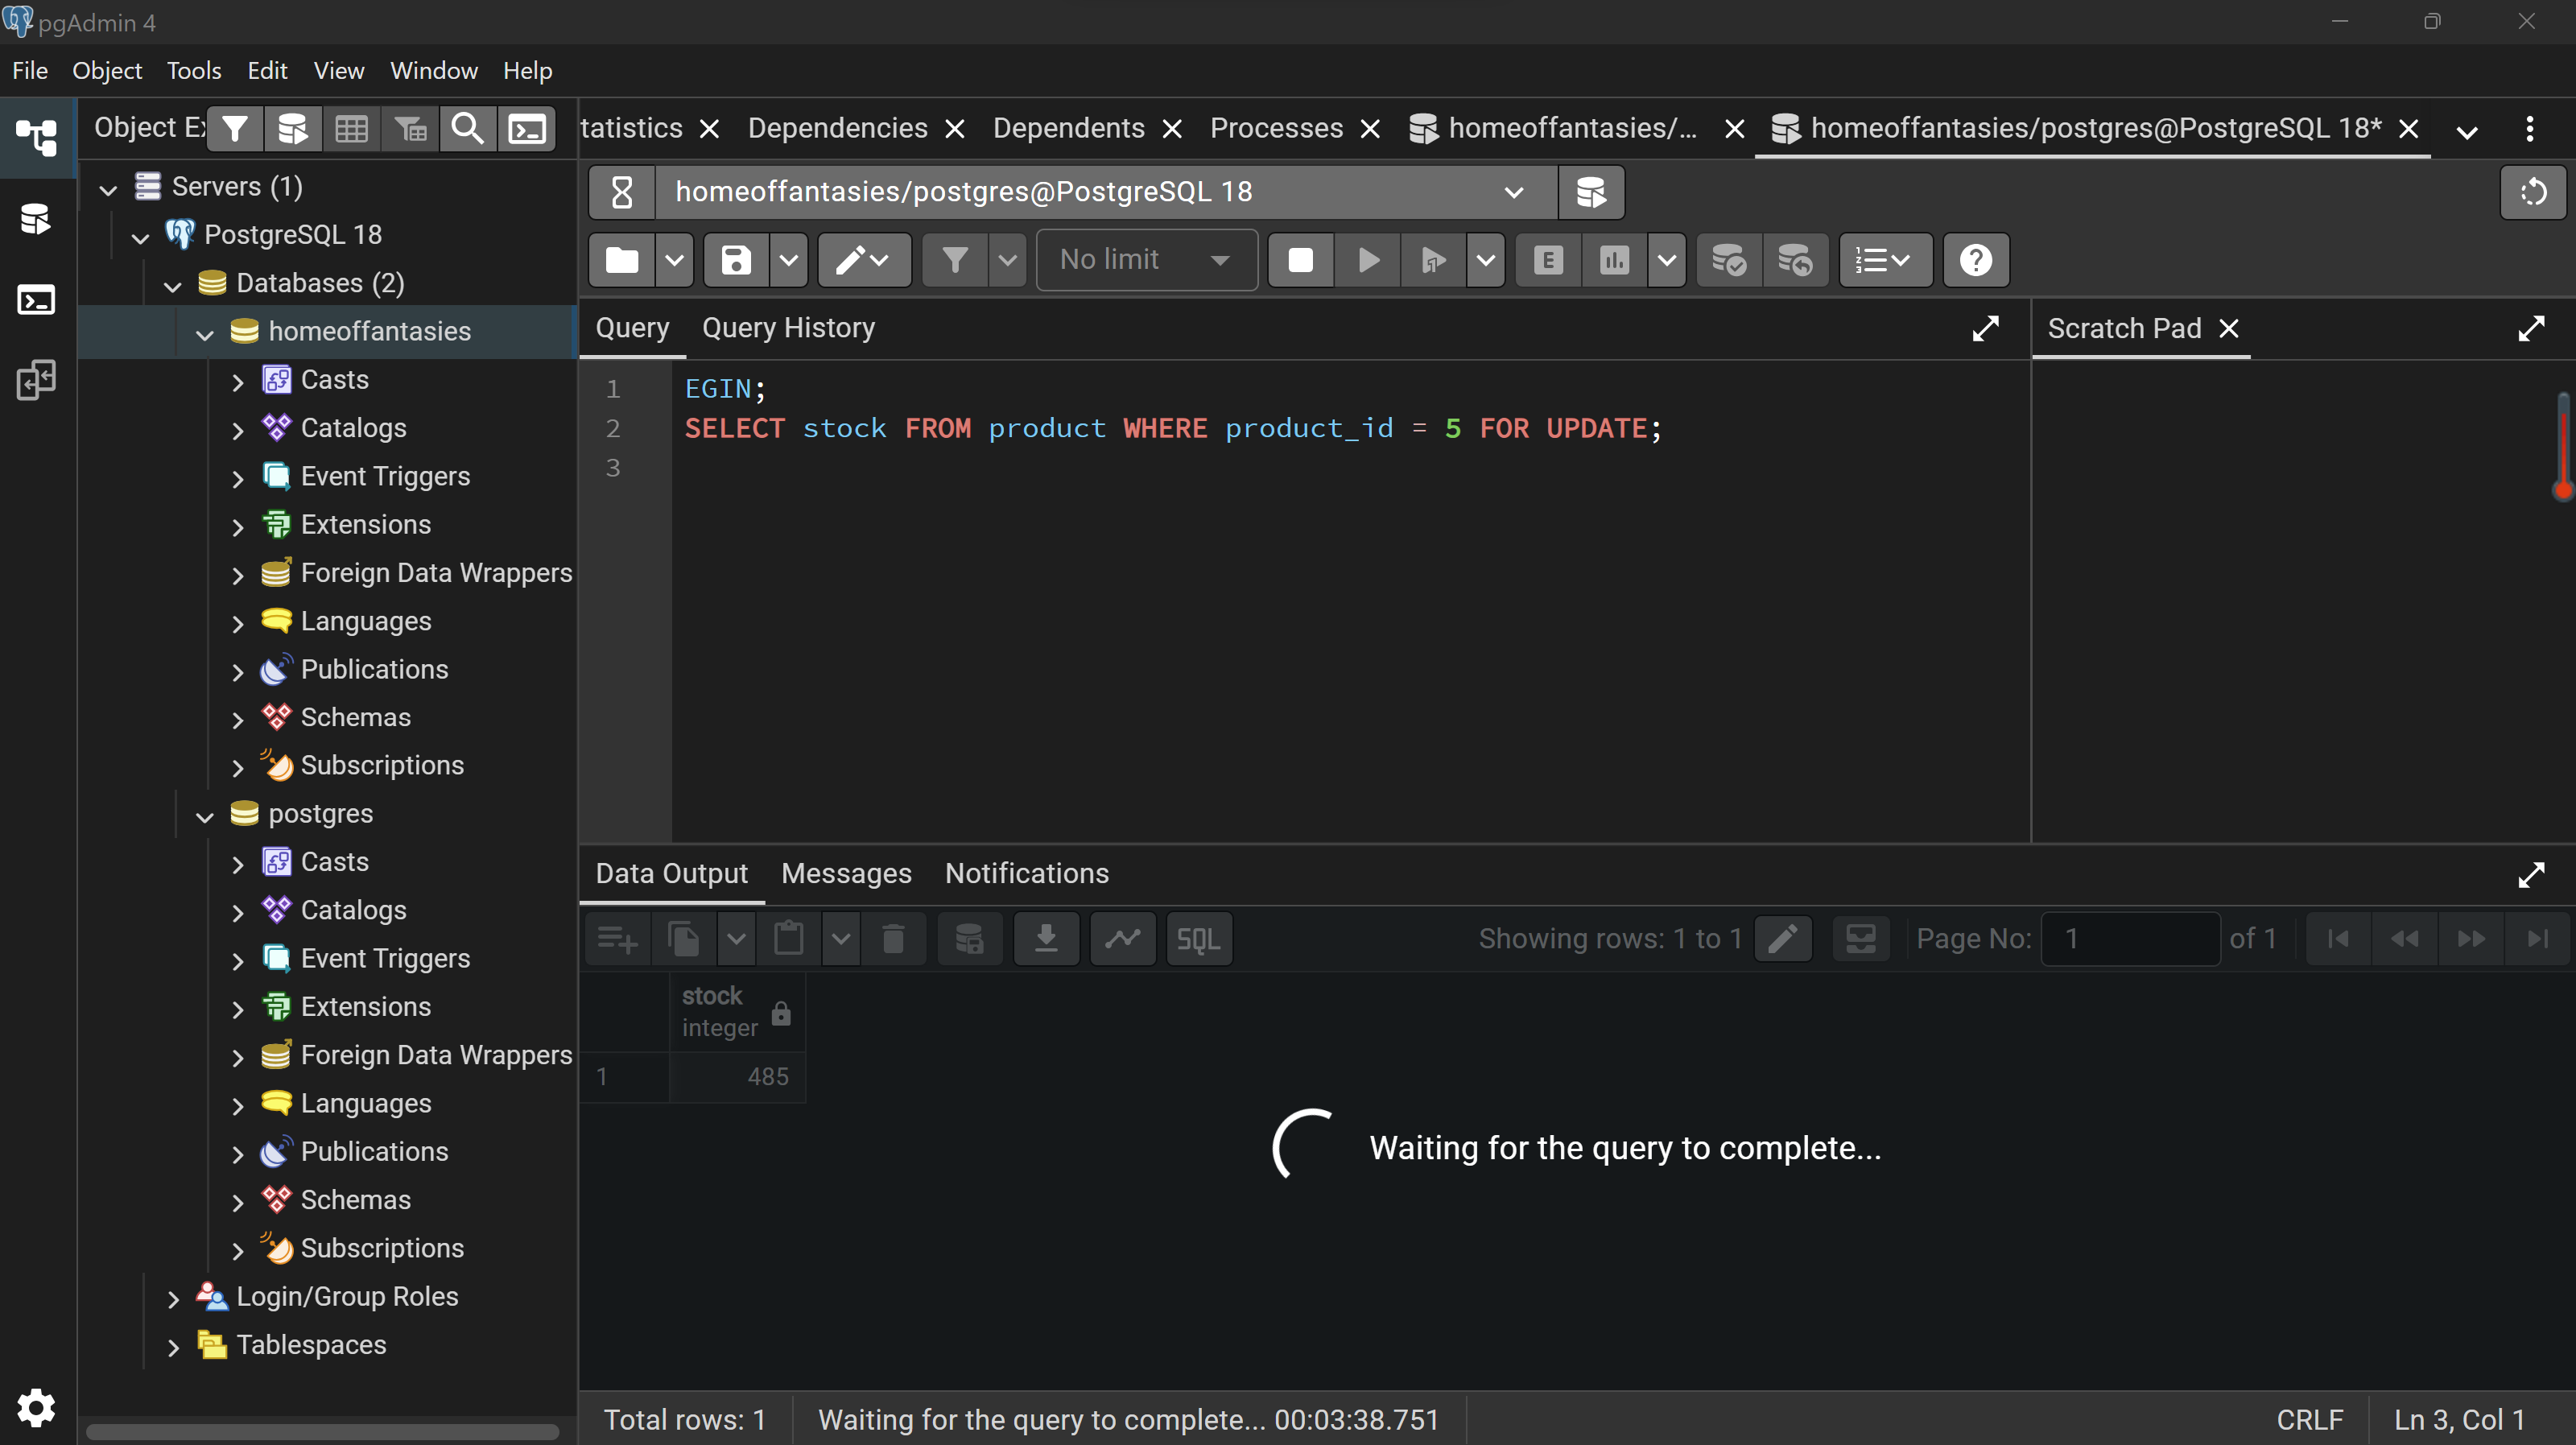 pgAdmin 4
File Object Tools Edit View Window Help
Object Ex
tatistics Dependencies Dependents Processes homeoffantasies/... homeoffantasies/postgres@PostgreSQL 18*
Servers (1)
PostgreSQL 18
Databases (2)
homeoffantasies
Casts
Catalogs
Event Triggers
Extensions
Foreign Data Wrappers
Languages
Publications
Schemas
Subscriptions
postgres
Casts
Catalogs
Event Triggers
Extensions
Foreign Data Wrappers
Languages
Publications
Schemas
Subscriptions
Login/Group Roles
Tablespaces
homeoffantasies/postgres@PostgreSQL 18
No limit
E
Query Query History
Scratch Pad
1 EGIN;
2 SELECT stock FROM product WHERE product_id = 5 FOR UPDATE;
3
Data Output Messages Notifications
SQL
Showing rows: 1 to 1
Page No: 1 of 1
stock
integer
1 485
Waiting for the query to complete...
Total rows: 1
Waiting for the query to complete... 00:03:38.751
CRLF
Ln 3, Col 1